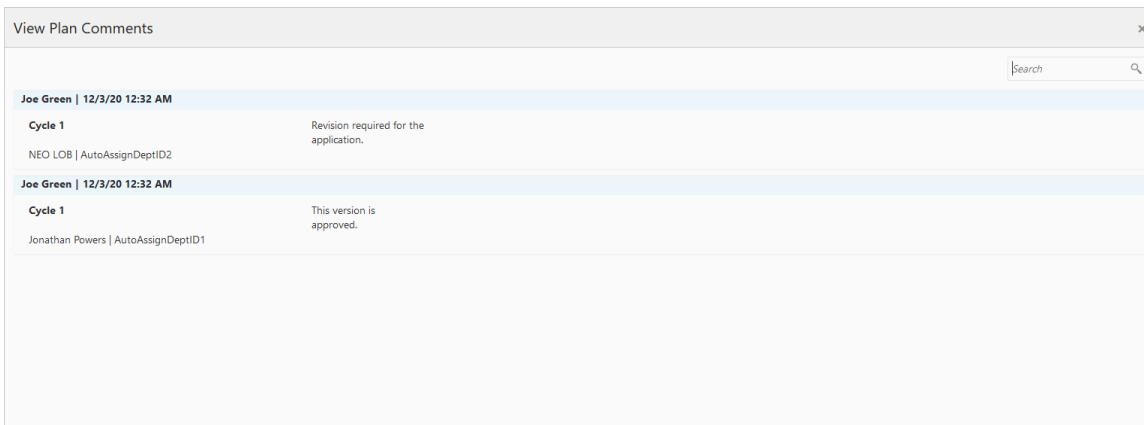 View Plan Comments
Search
Joe Green | 12/3/20 12:32 AM
Cycle 1
Revision required for the
application.
NEO LOB | AutoAssignDeptID2
Joe Green | 12/3/20 12:32 AM
Cycle 1
This version is
approved.
Jonathan Powers | AutoAssignDeptID1